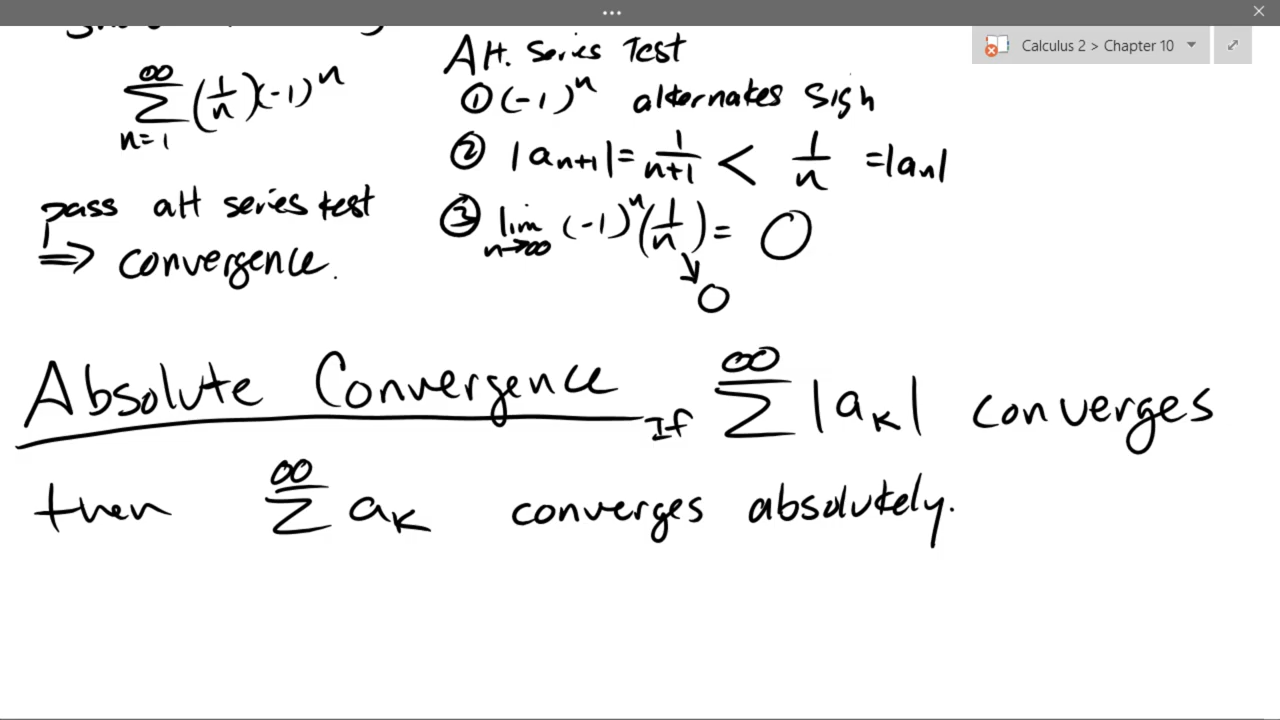 Calculus 2 > Chapter 10
∞
∑ (1/n)(-1)^n
n=1
pass alt series test
⇒ convergence.
Alt. Series Test
① (-1)^n alternates sign
② |a_{n+1}| = 1/(n+1) < 1/n = |a_n|
③ lim n→∞ (-1)^n (1/n) = 0
0
Absolute Convergence If ∑^∞ |a_k| converges
then ∑^∞ a_k converges absolutely.